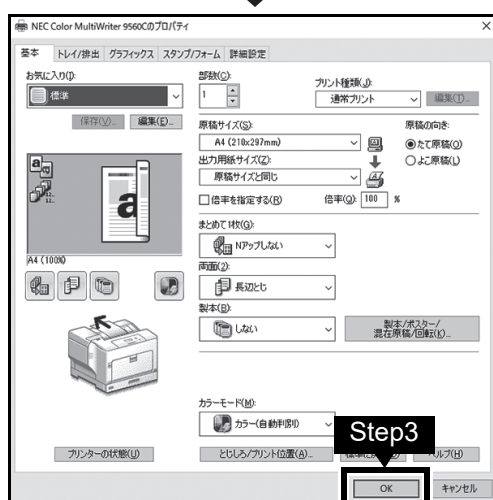 NEC Color MultiWriter 9560Cのプロパティ
基本 トレイ/排出 グラフィックス スタンプ/フォーム 詳細設定
お気に入り(I):
標準
保存(V)... 編集(E)...
部数(C):
1
プリント種類(J):
通常プリント 編集(T)...
原稿サイズ(S):
A4 (210x297mm)
原稿の向き:
たて原稿(O)
よこ原稿(L)
出力用紙サイズ(Z):
原稿サイズと同じ
倍率を指定する(R) 倍率(Q): 100 %
A4 (100%)
まとめて1枚(G):
Nアップしない
両面(2):
長辺とじ
製本(B):
しない
製本/ポスター/
混在原稿/回転(K)...
カラーモード(M):
カラー(自動判別)
Step3
プリンターの状態(U) とじしろ/プリント位置(A)... ヘルプ(H)
OK キャンセル